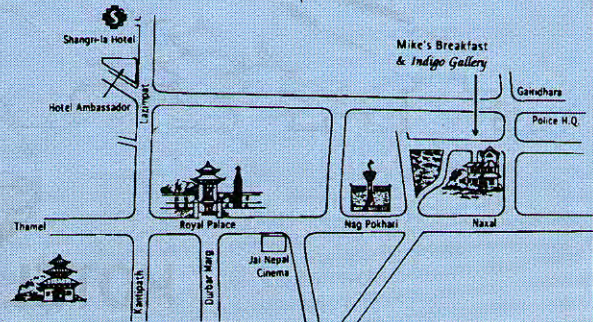 S
Shangri-la Hotel
Mike's Breakfast
& Indigo Gallery
Hotel Ambassador
Lazimpat
Gairidhara
Police H.Q.
Thamel
Royal Palace
Nag Pokhari
Naxal
Kantipath
Durbar Marg
Jai Nepal
Cinema